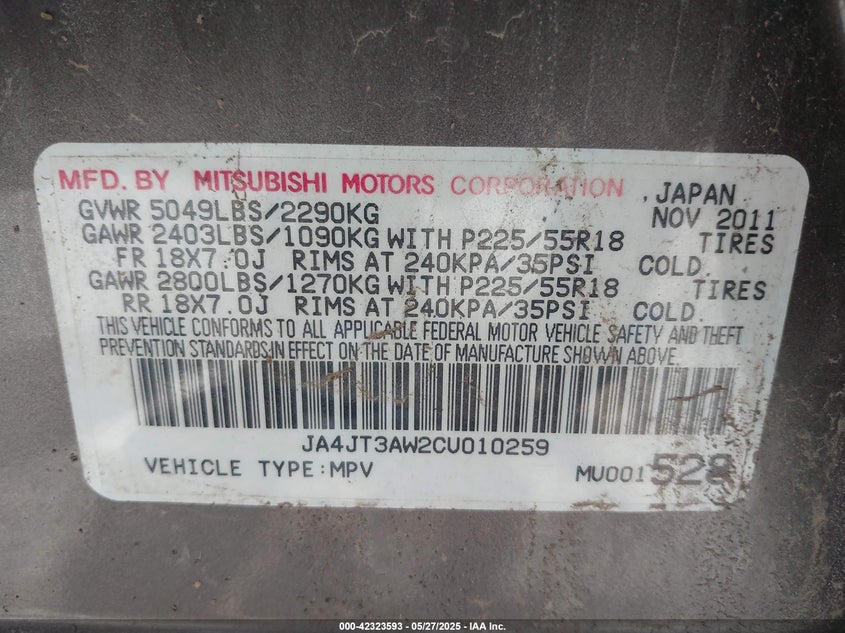 MFD. BY MITSUBISHI MOTORS CORPORATION , JAPAN
GVWR 5049LBS/2290KG NOV 2011
GAWR 2403LBS/1090KG WITH P225/55R18 TIRES
FR 18X7.0J RIMS AT 240KPA/35PSI COLD.
GAWR 2800LBS/1270KG WITH P225/55R18 TIRES
RR 18X7.0J RIMS AT 240KPA/35PSI COLD.
THIS VEHICLE CONFORMS TO ALL APPLICABLE FEDERAL MOTOR VEHICLE SAFETY AND THEFT
PREVENTION STANDARDS IN EFFECT ON THE DATE OF MANUFACTURE SHOWN ABOVE.
JA4JT3AW2CU010259
VEHICLE TYPE:MPV MU001528
000-42323593 - 05/27/2025 - IAA Inc.